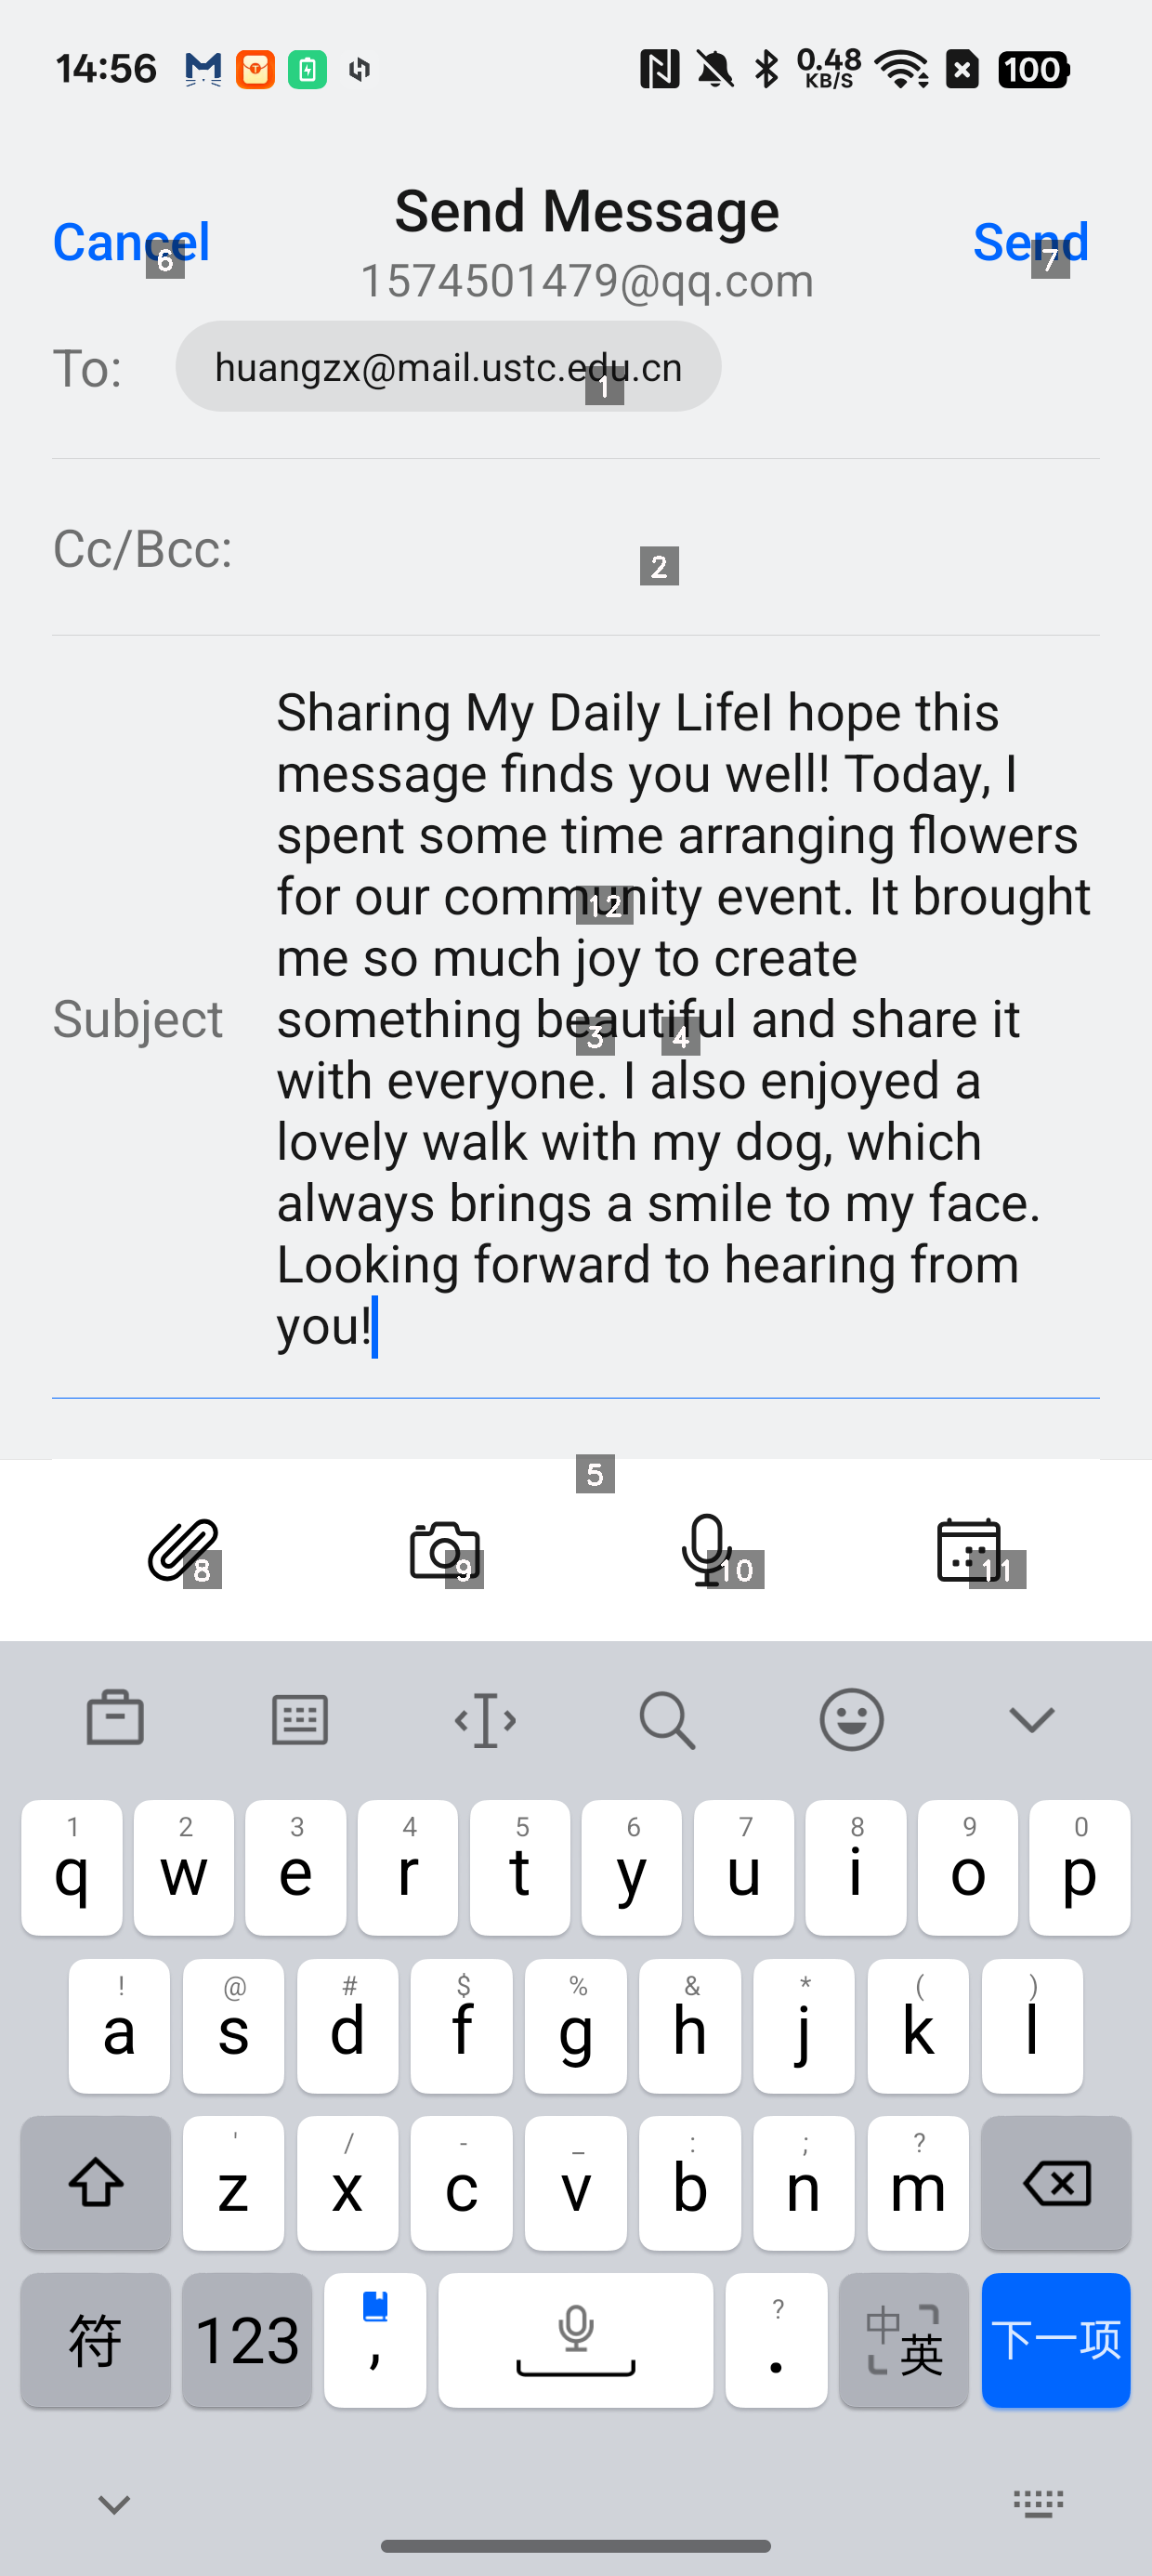 14:56 0.48 KB/S 100
Cancel Send Message Send
6 7
1574501479@qq.com
To: huangzx@mail.ustc.edu.cn
1
Cc/Bcc:
2
Sharing My Daily LifeI hope this
message finds you well! Today, I
spent some time arranging flowers
for our community event. It brought
12
me so much joy to create
Subject something beautiful and share it
3 4
with everyone. I also enjoyed a
lovely walk with my dog, which
always brings a smile to my face.
Looking forward to hearing from
you!
5
8 9 10 11
1 2 3 4 5 6 7 8 9 0
q w e r t y u i o p
! @ # $ % & * ( )
a s d f g h j k l
' / - _ : ; ?
z x c v b n m
?
符 123 , . 中英 下一项